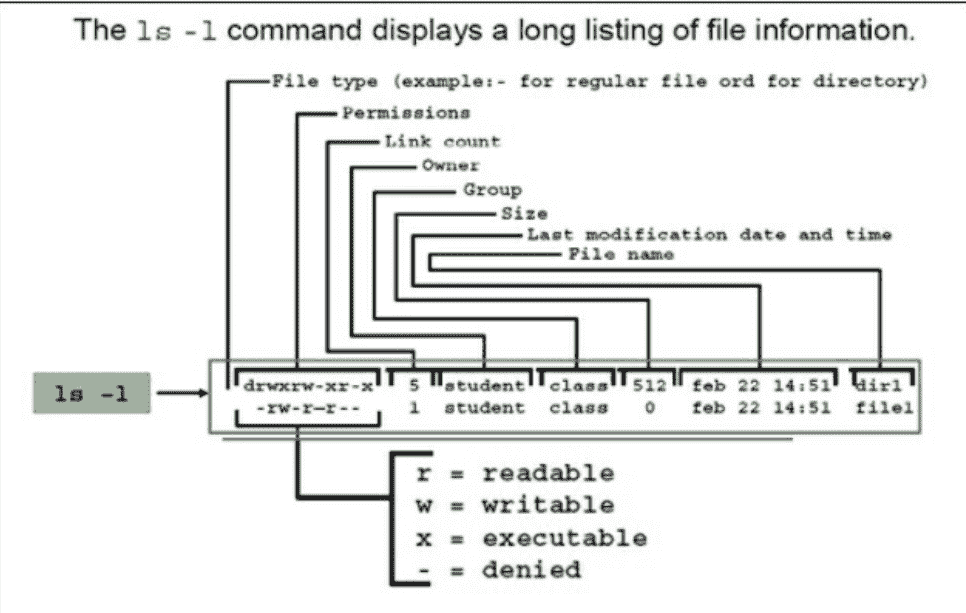 The ls -l command displays a long listing of file information.
File type (example:- for regular file ord for directory)
Permissions
Link count
Owner
Group
Size
Last modification date and time
File name
ls -l
drwxrw-xr-x 5 student class 512 feb 22 14:51 dir1
-rw-r–r-- 1 student class 0 feb 22 14:51 file1
r = readable
w = writable
x = executable
- = denied